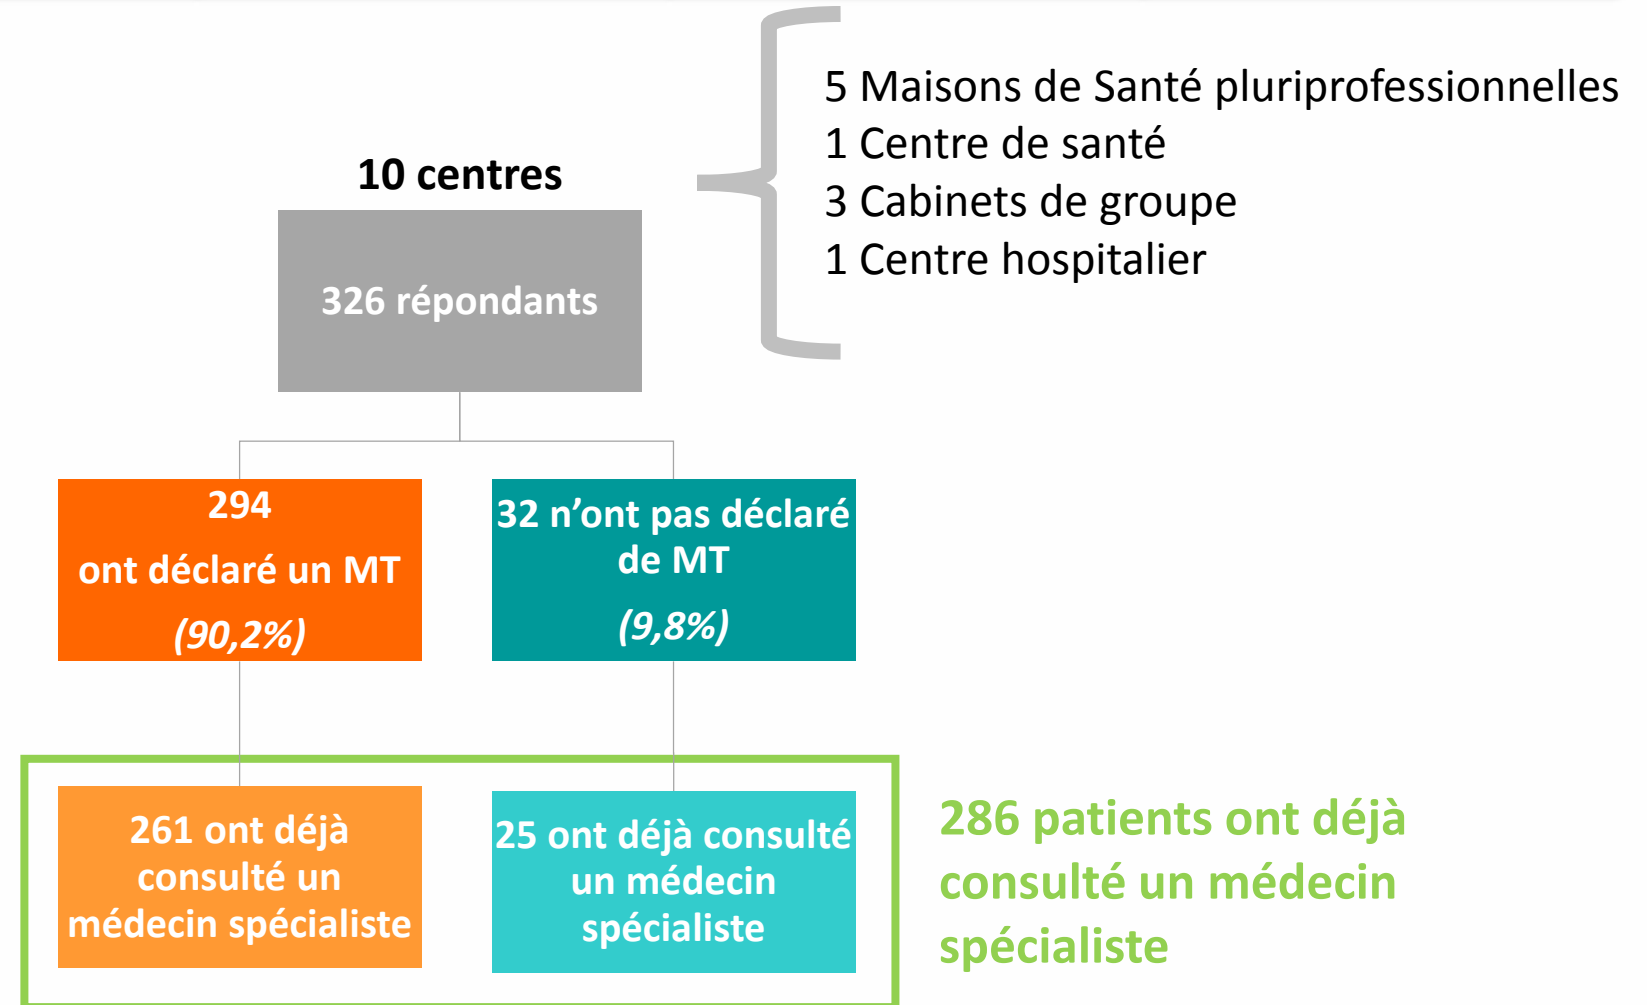 5 Maisons de Santé pluriprofessionnelles
1 Centre de santé
3 Cabinets de groupe
1 Centre hospitalier
10 centres
326 répondants
294
ont déclaré un MT
(90,2%)
32 n’ont pas déclaré
de MT
(9,8%)
261 ont déjà
consulté un
médecin spécialiste
25 ont déjà consulté
un médecin
spécialiste
286 patients ont déjà
consulté un médecin
spécialiste